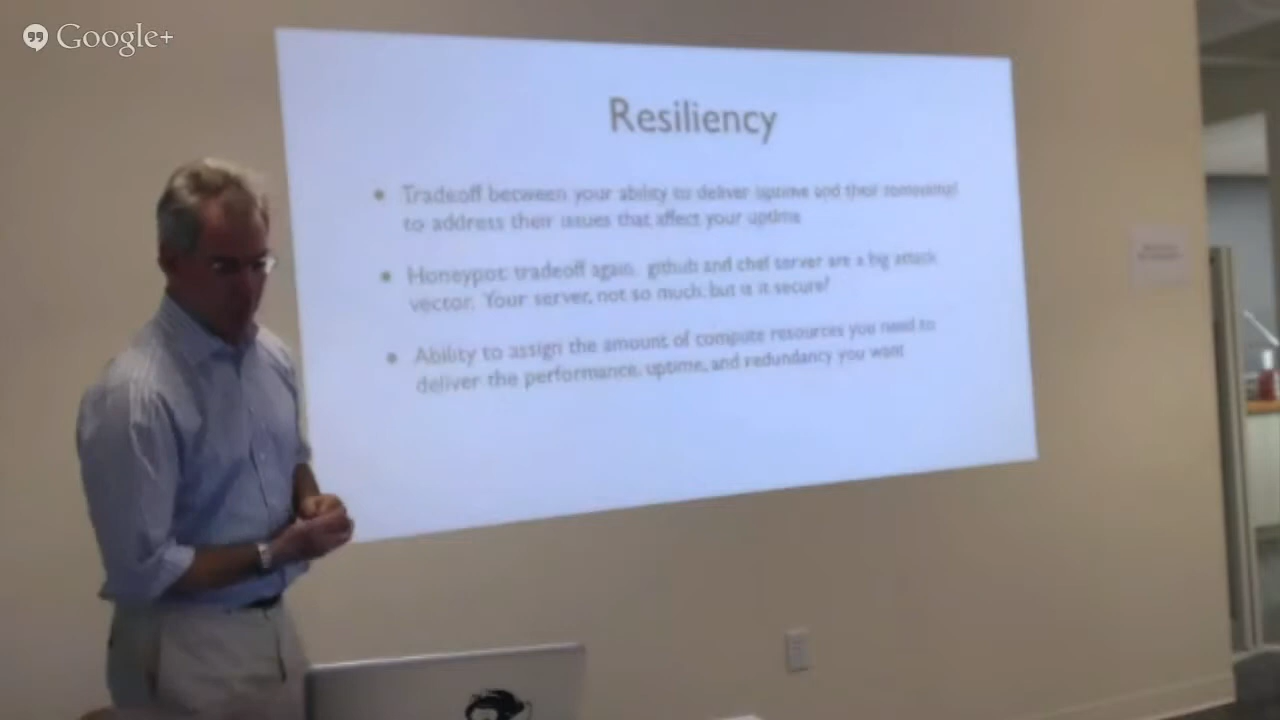 Google+
Resiliency
• Tradeoff between your ability to deliver uptime and their
to address their issues that affect your uptime
• Honeypot: tradeoff again. github and chef server are a big attack
vector. Your server, not so much; but is it secure?
• Ability to assign the amount of compute resources you need to
deliver the performance, uptime, and redundancy you want